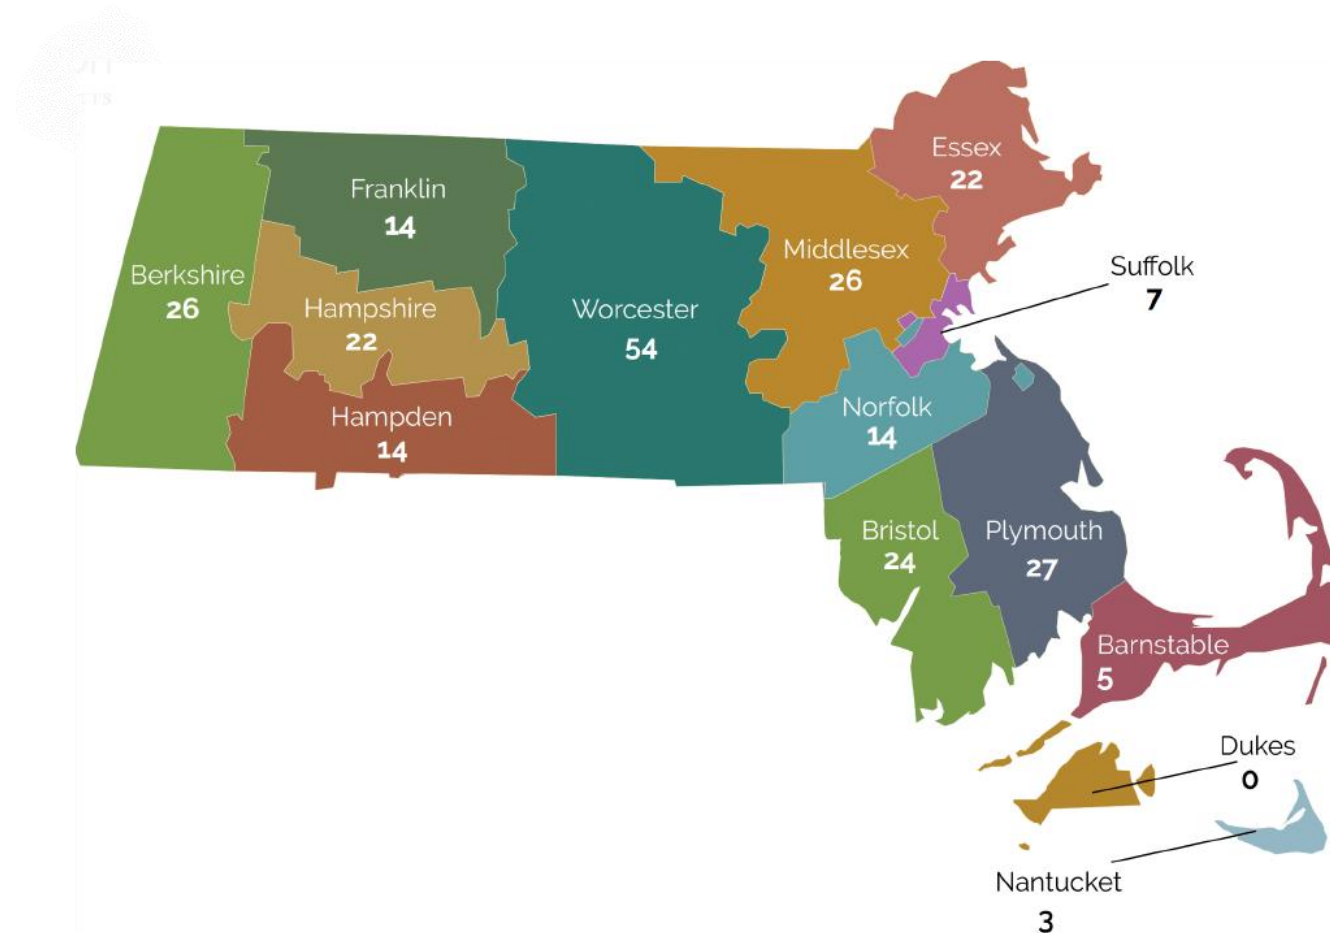 Essex
22
Franklin
14
Middlesex
26
Suffolk
7
Berkshire
26
Hampshire
22
Worcester
54
Hampden
14
Norfolk
14
Bristol
24
Plymouth
27
Barnstable
5
Dukes
0
Nantucket
3